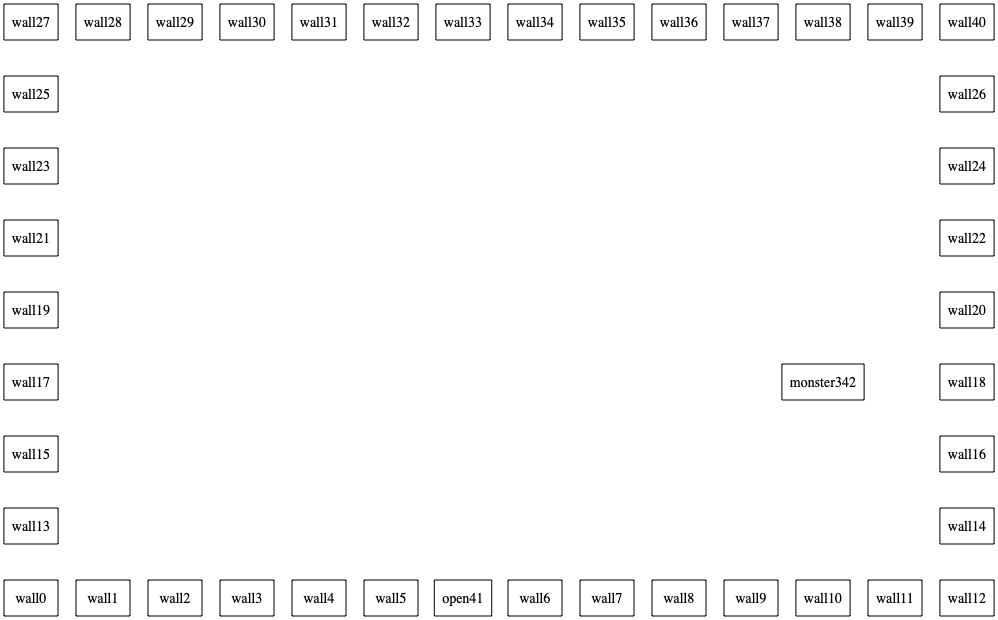 wall27 wall28 wall29 wall30 wall31 wall32 wall33 wall34 wall35 wall36 wall37 wall38 wall39 wall40
wall25 wall26
wall23 wall24
wall21 wall22
wall19 wall20
wall17 monster342 wall18
wall15 wall16
wall13 wall14
wall0 wall1 wall2 wall3 wall4 wall5 open41 wall6 wall7 wall8 wall9 wall10 wall11 wall12